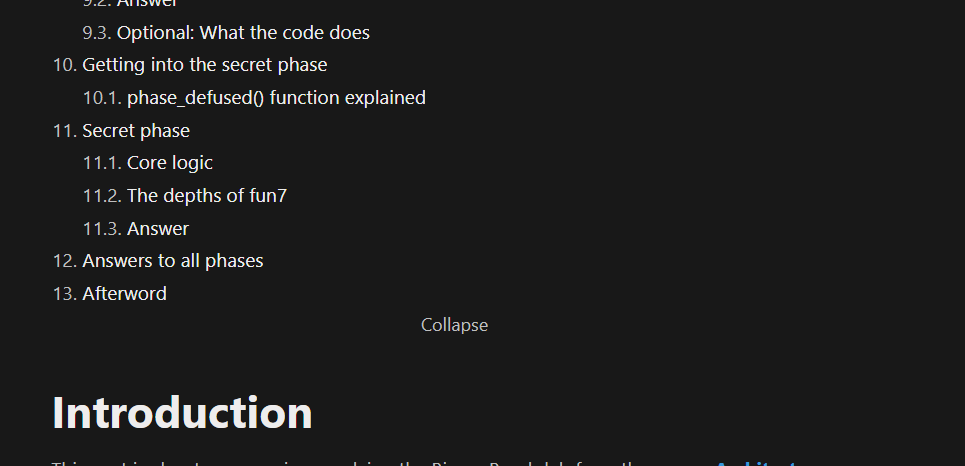 9.2. Answer
9.3. Optional: What the code does
10. Getting into the secret phase
10.1. phase_defused() function explained
11. Secret phase
11.1. Core logic
11.2. The depths of fun7
11.3. Answer
12. Answers to all phases
13. Afterword
Collapse
Introduction